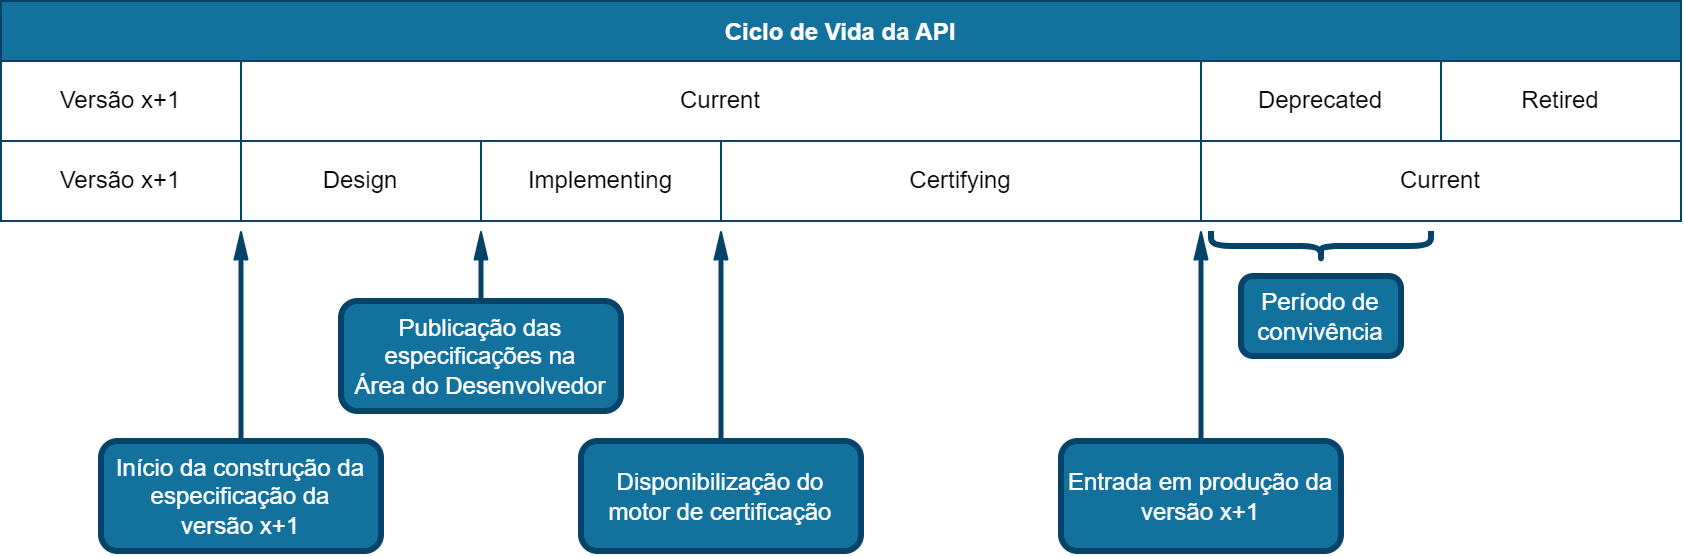 Ciclo de Vida da API
Versão x+1
Current
Deprecated
Retired
Versão x+1
Design
Implementing
Certifying
Current
Período de
convivência
Publicação das
especificações na
Área do Desenvolvedor
Início da construção da
especificação da
versão x+1
Disponibilização do
motor de certificação
Entrada em produção da
versão x+1